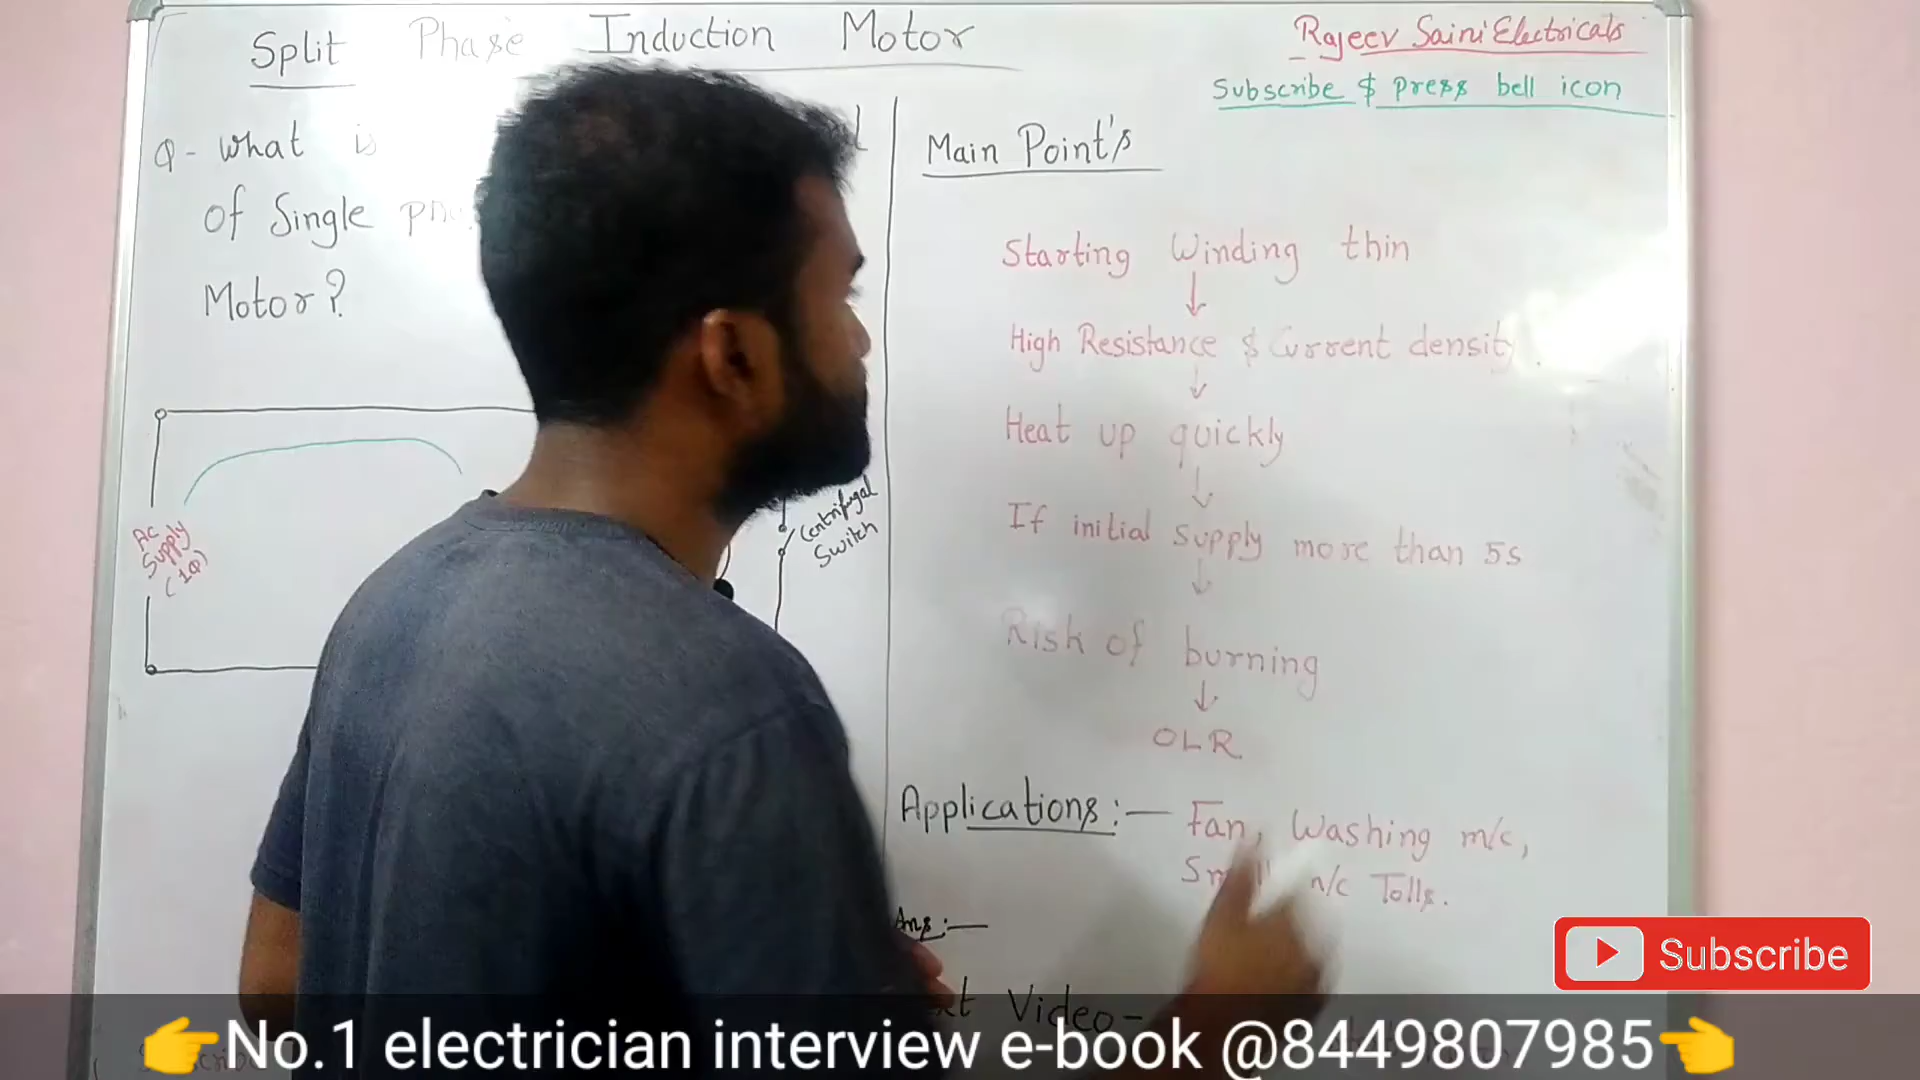 Split Phase Induction Motor
Rajeev Saini Electricals
Subscribe & press bell icon
Q- What is
of Single
Motor?
AC
Supply
(1Φ)
Centrifugal
Switch
Main Point's
Starting Winding thin
↓
High Resistance & Current density.
↓
Heat up quickly
↓
If initial Supply more than 5s
↓
Risk of burning
↓
OLR
Applications:— Fan, Washing m/c,
m/c Tolls.
Ans:—
Video-
👉No.1 electrician interview e-book @8449807985👈
Subscribe